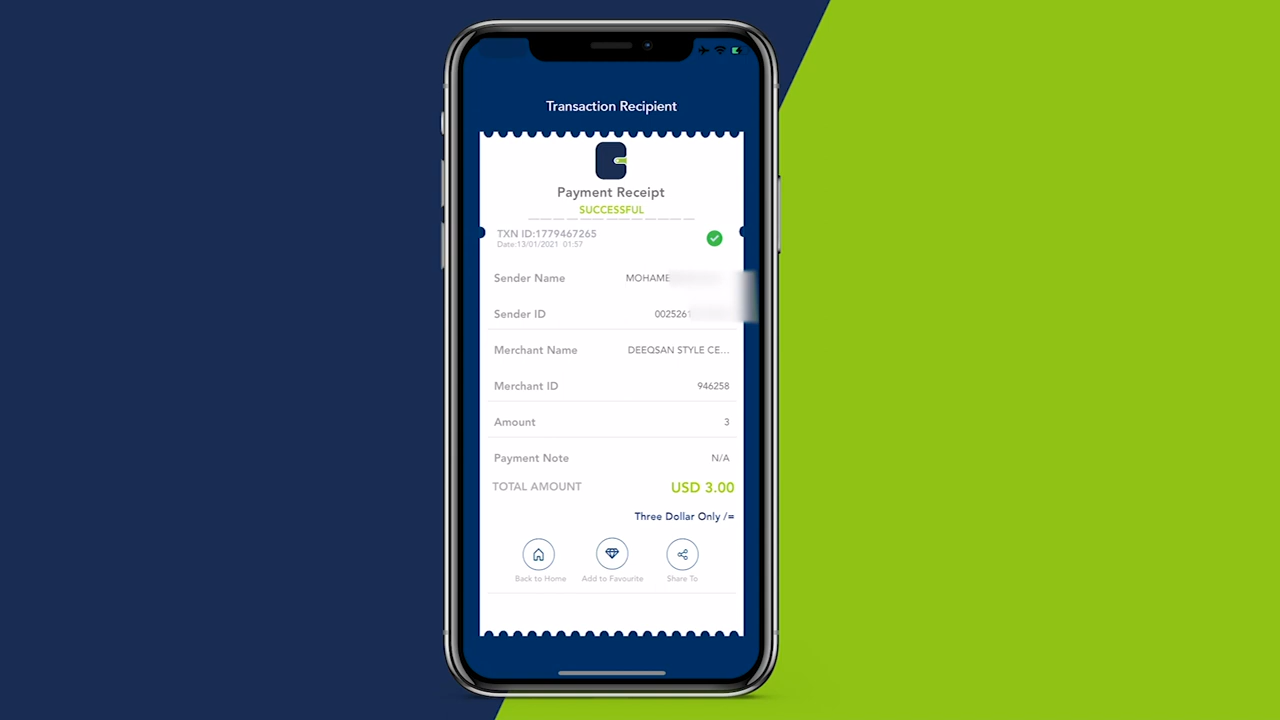 Transaction Recipient
Payment Receipt
SUCCESSFUL
TXN ID:1779467265
Date:13/01/2021 01:57
Sender Name MOHAME
Sender ID 0025261
Merchant Name DEEQSAN STYLE CE...
Merchant ID 946258
Amount 3
Payment Note N/A
TOTAL AMOUNT USD 3.00
Three Dollar Only /=
Back to Home Add to Favourite Share To